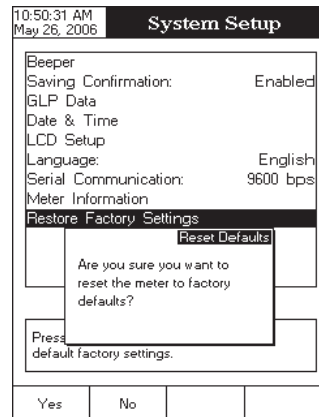 10:50:31 AM
May 26, 2006
System Setup
Beeper
Saving Confirmation: Enabled
GLP Data
Date & Time
LCD Setup
Language: English
Serial Communication: 9600 bps
Meter Information
Restore Factory Settings
Reset Defaults
Are you sure you want to
reset the meter to factory
defaults?
Press
default factory settings.
Yes No